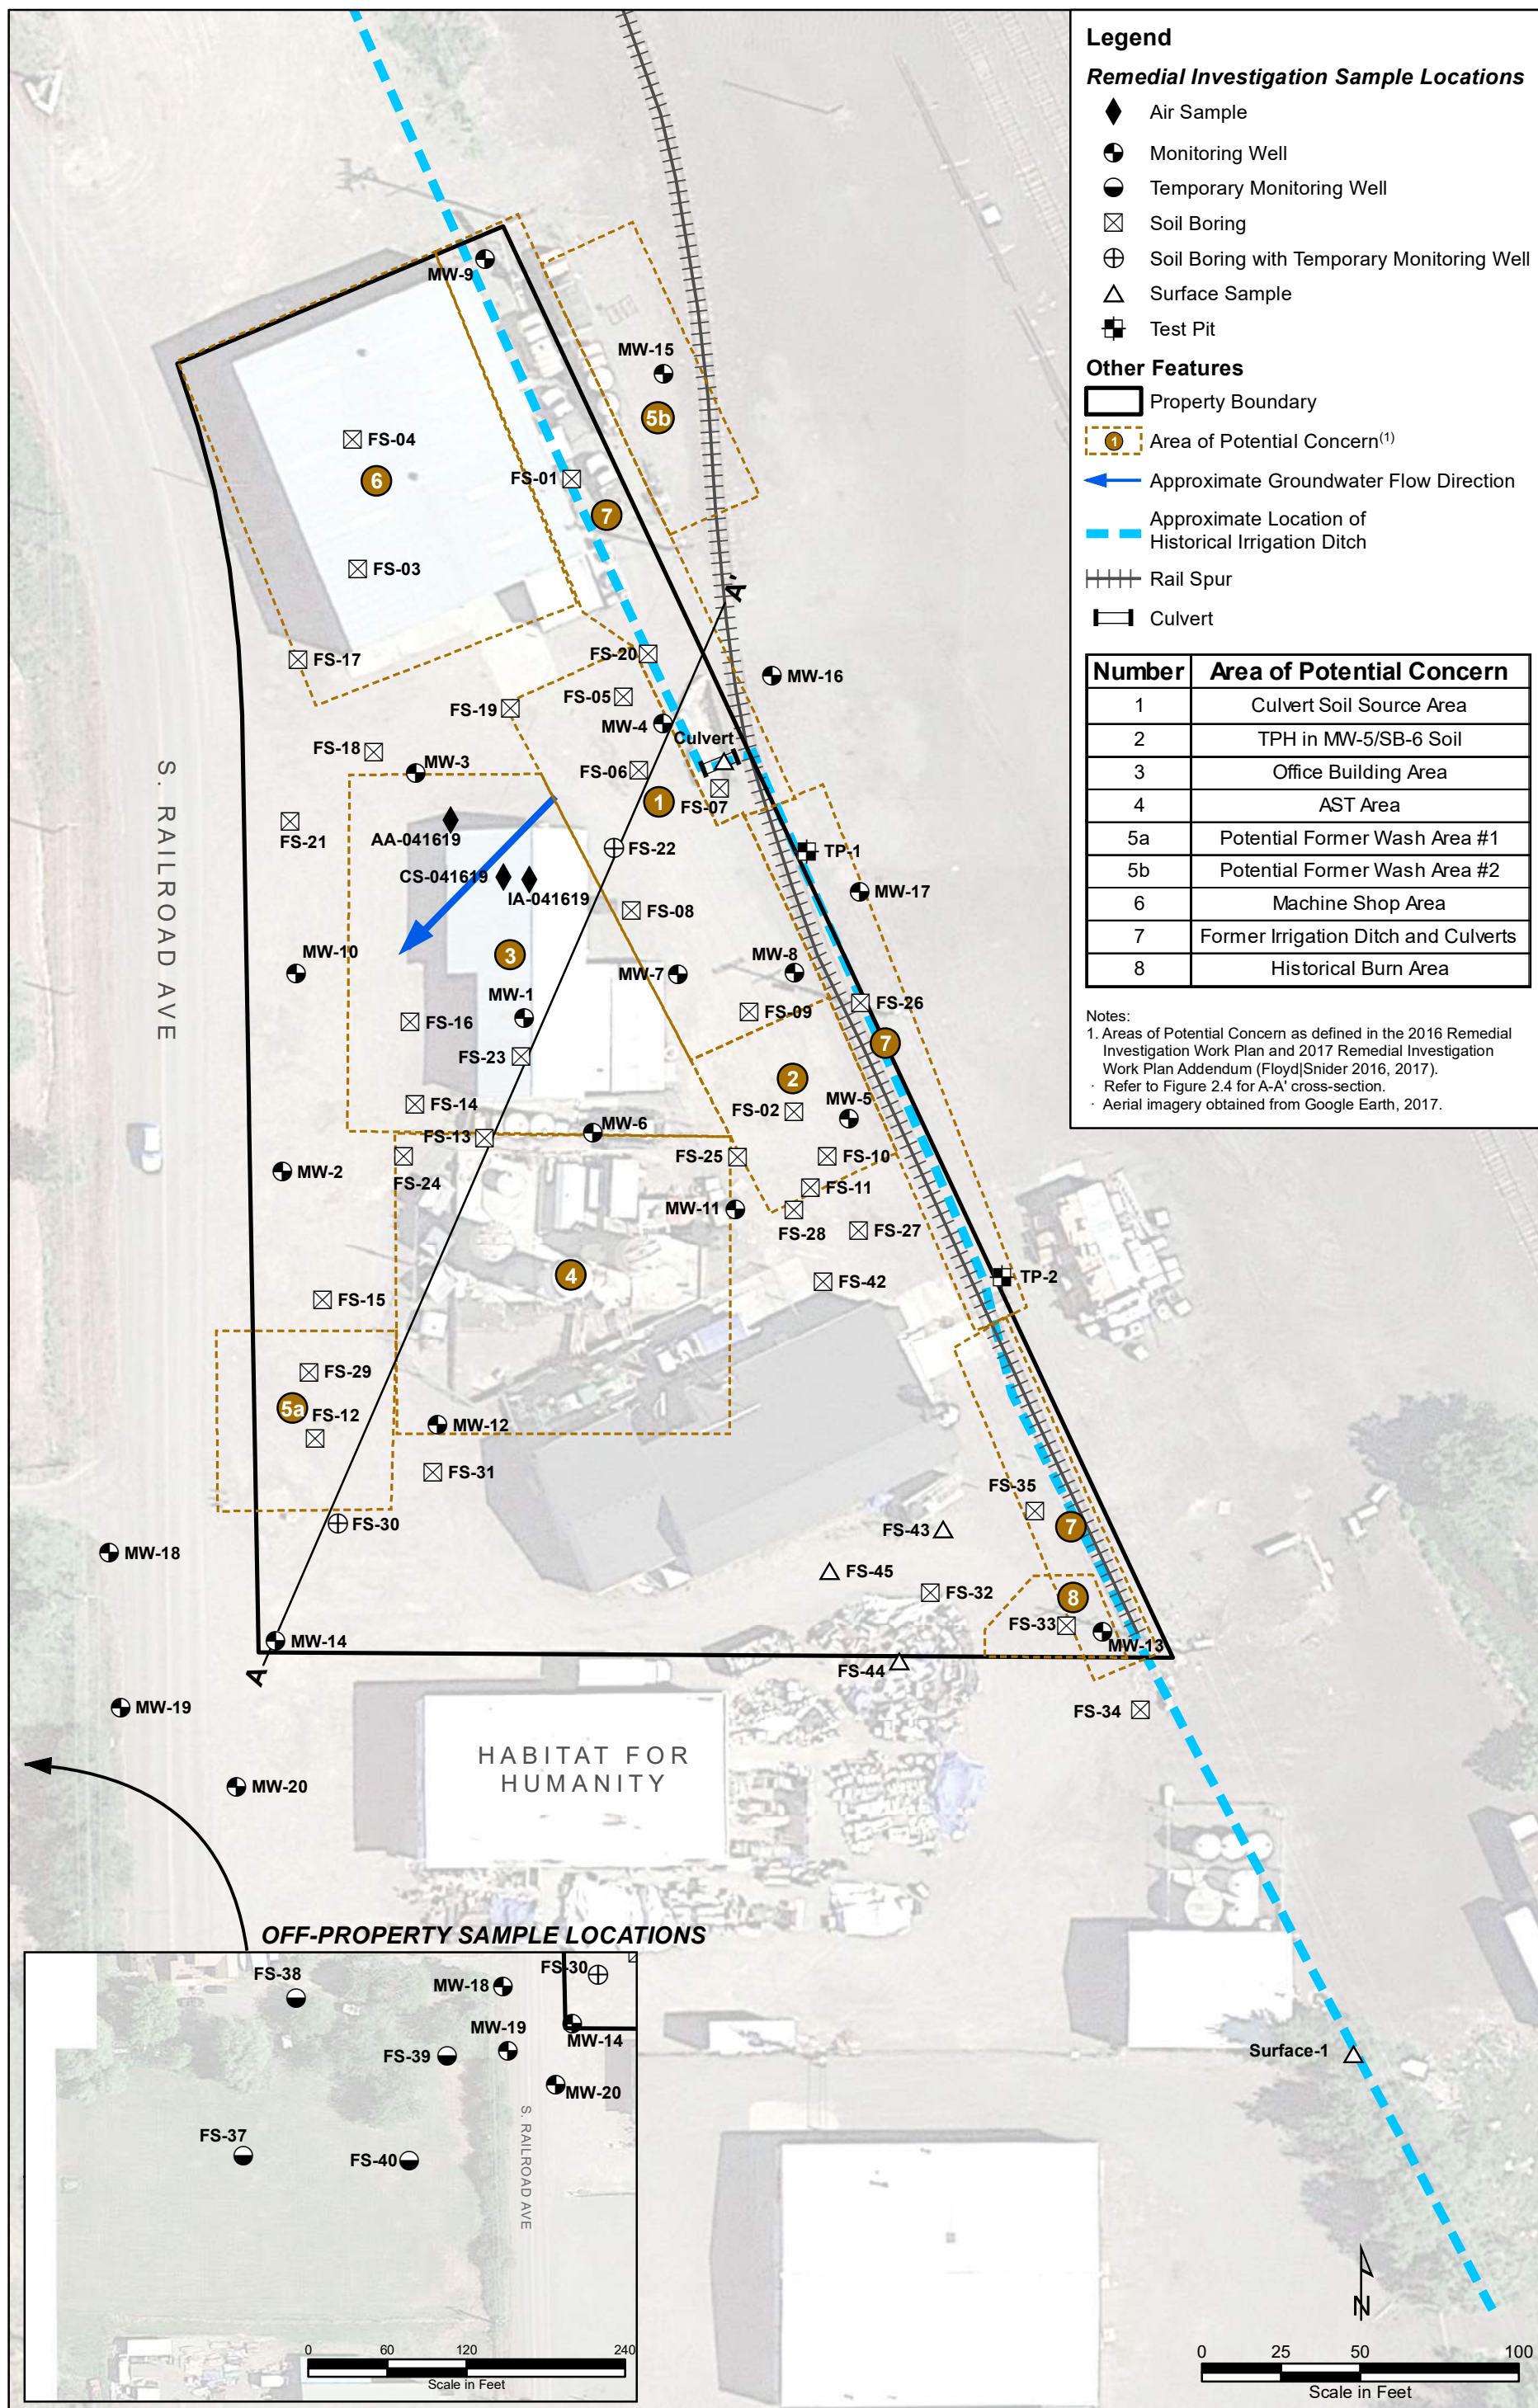 Legend
Remedial Investigation Sample Locations
Air Sample
Monitoring Well
Temporary Monitoring Well
Soil Boring
Soil Boring with Temporary Monitoring Well
Surface Sample
Test Pit
Other Features
Property Boundary
1 Area of Potential Concern(1)
Approximate Groundwater Flow Direction
Approximate Location of
Historical Irrigation Ditch
Rail Spur
Culvert
Number Area of Potential Concern
1 Culvert Soil Source Area
2 TPH in MW-5/SB-6 Soil
3 Office Building Area
4 AST Area
5a Potential Former Wash Area #1
5b Potential Former Wash Area #2
6 Machine Shop Area
7 Former Irrigation Ditch and Culverts
8 Historical Burn Area
Notes:
1. Areas of Potential Concern as defined in the 2016 Remedial
Investigation Work Plan and 2017 Remedial Investigation
Work Plan Addendum (Floyd|Snider 2016, 2017).
· Refer to Figure 2.4 for A-A' cross-section.
· Aerial imagery obtained from Google Earth, 2017.
MW-9
MW-15
5b
FS-04
6
FS-01
7
FS-03
A'
FS-17
FS-20
MW-16
FS-05
FS-19
MW-4
Culvert
FS-18
MW-3
FS-06
1
FS-07
S. RAILROAD AVE
FS-21
AA-041619
FS-22
TP-1
CS-041619
IA-041619
MW-17
FS-08
3
MW-10
MW-7
MW-8
MW-1
FS-26
FS-16
FS-09
7
FS-23
2
FS-14
FS-02
MW-5
FS-13
MW-6
FS-25
FS-10
FS-24
MW-2
FS-11
MW-11
FS-28
FS-27
4
FS-42
TP-2
FS-15
FS-29
5a
FS-12
MW-12
FS-31
FS-35
FS-30
FS-43
7
MW-18
FS-45
FS-32
8
FS-33
MW-13
MW-14
A
FS-44
MW-19
FS-34
HABITAT FOR
HUMANITY
MW-20
OFF-PROPERTY SAMPLE LOCATIONS
FS-38
MW-18
FS-30
MW-19
MW-14
FS-39
MW-20
FS-37
FS-40
S. RAILROAD AVE
0 60 120 240
Scale in Feet
Surface-1
N
0 25 50 100
Scale in Feet